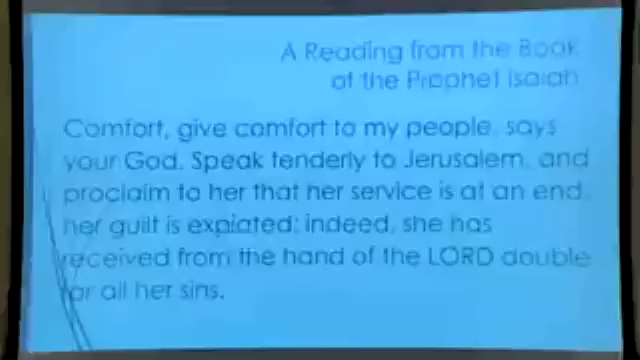 A Reading from the Book
of the Prophet Isaiah
Comfort, give comfort to my people, says
your God. Speak tenderly to Jerusalem, and
proclaim to her that her service is at an end,
her guilt is expiated; indeed, she has
received from the hand of the LORD double
for all her sins.